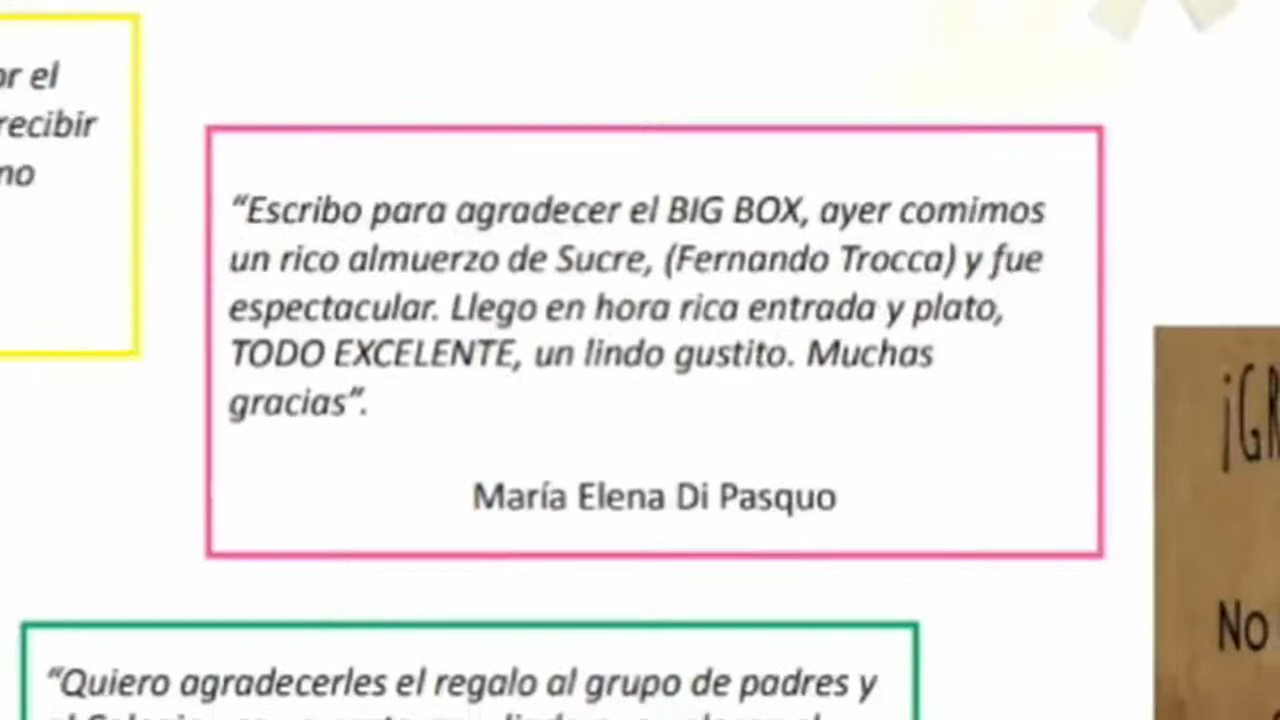 or el
recibir
no
“Escribo para agradecer el BIG BOX, ayer comimos
un rico almuerzo de Sucre, (Fernando Trocca) y fue
espectacular. Llego en hora rica entrada y plato,
TODO EXCELENTE, un lindo gustito. Muchas
gracias”.
María Elena Di Pasquo
¡GR
No
“Quiero agradecerles el regalo al grupo de padres y